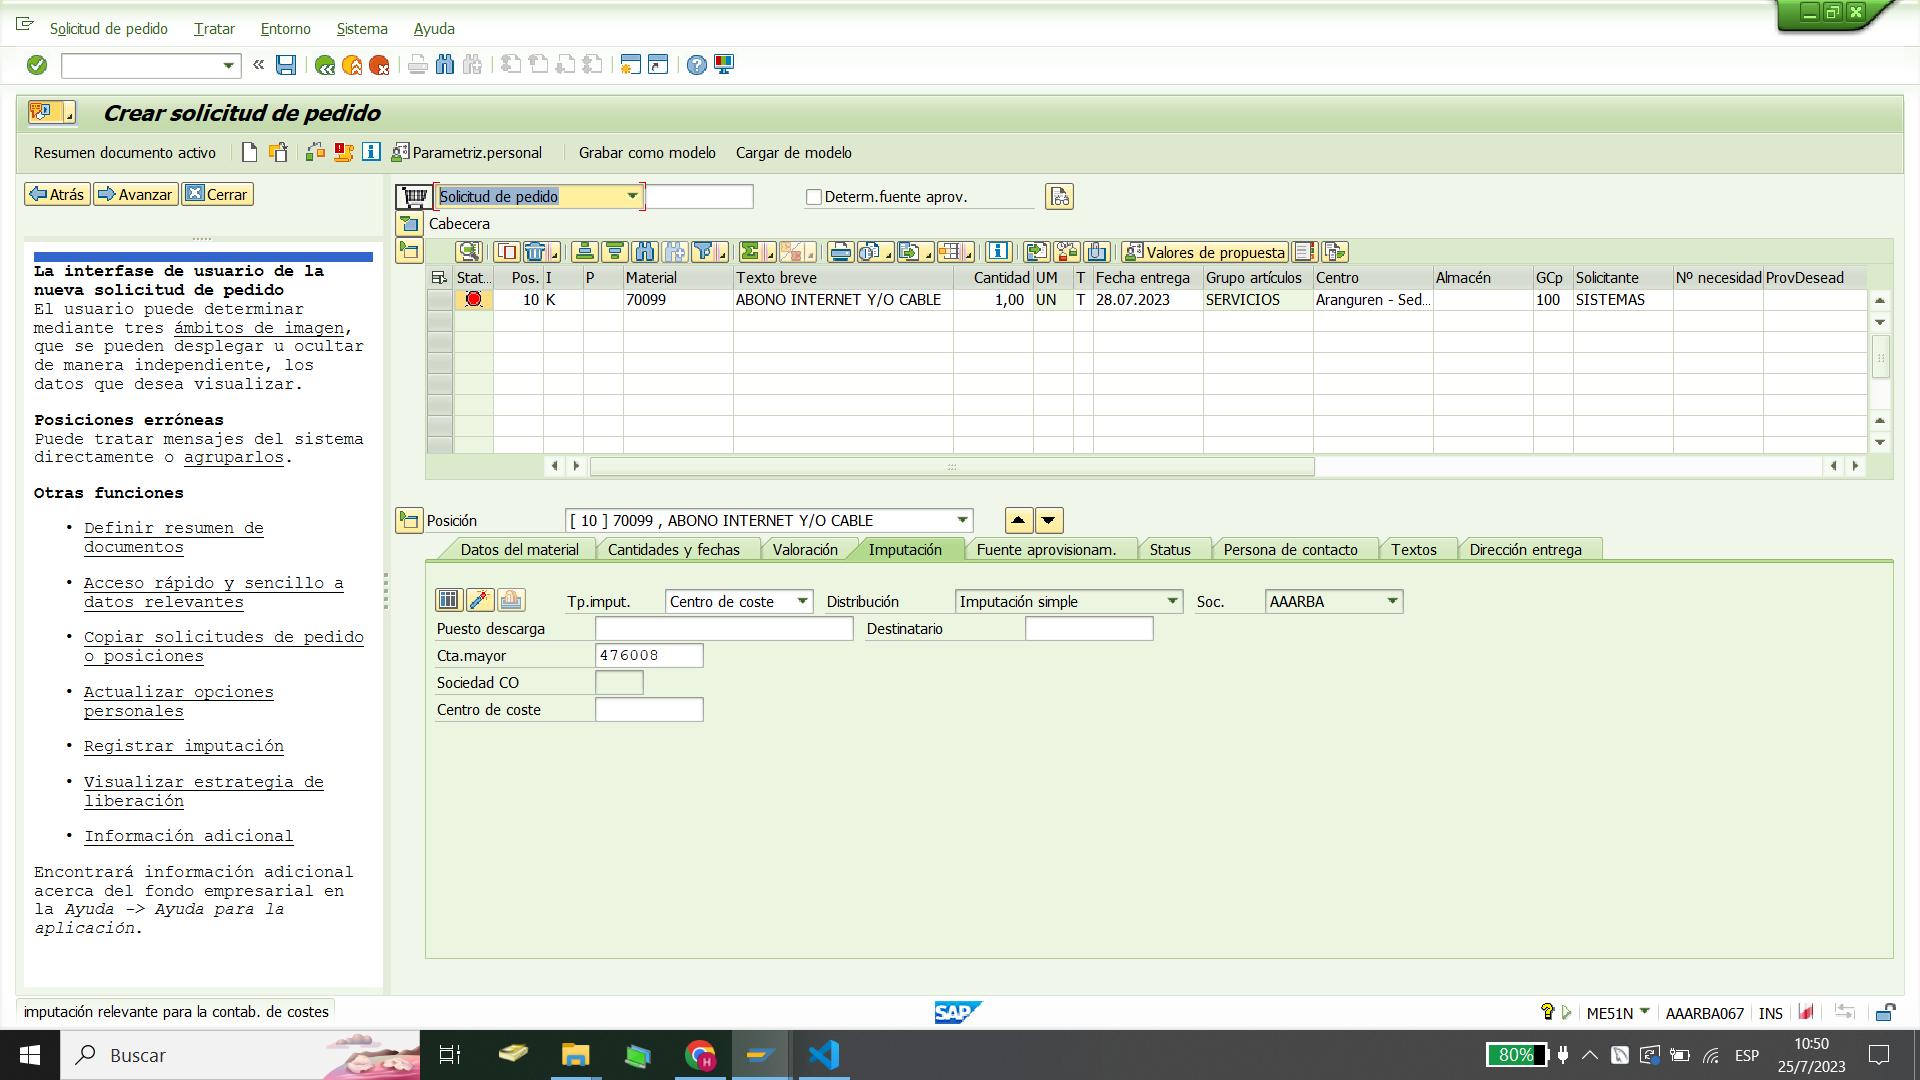 Solicitud de pedido Tratar Entorno Sistema Ayuda
Crear solicitud de pedido
Resumen documento activo Parametriz.personal Grabar como modelo Cargar de modelo
Atrás Avanzar Cerrar
La interfase de usuario de la
nueva solicitud de pedido
El usuario puede determinar
mediante tres ámbitos de imagen,
que se pueden desplegar u ocultar
de manera independiente, los
datos que desea visualizar.
Posiciones erróneas
Puede tratar mensajes del sistema
directamente o agruparlos.
Otras funciones
• Definir resumen de
documentos
• Acceso rápido y sencillo a
datos relevantes
• Copiar solicitudes de pedido
o posiciones
• Actualizar opciones
personales
• Registrar imputación
• Visualizar estrategia de
liberación
• Información adicional
Encontrará información adicional
acerca del fondo empresarial en
la Ayuda -> Ayuda para la
aplicación.
Solicitud de pedido Determ.fuente aprov.
Cabecera
Valores de propuesta
Stat... Pos. I P Material Texto breve Cantidad UM T Fecha entrega Grupo artículos Centro Almacén GCp Solicitante Nº necesidad ProvDesead
10 K 70099 ABONO INTERNET Y/O CABLE 1,00 UN T 28.07.2023 SERVICIOS Aranguren - Sed... 100 SISTEMAS
Posición [ 10 ] 70099 , ABONO INTERNET Y/O CABLE
Datos del material Cantidades y fechas Valoración Imputación Fuente aprovisionam. Status Persona de contacto Textos Dirección entrega
Tp.imput. Centro de coste Distribución Imputación simple Soc. AAARBA
Puesto descarga Destinatario
Cta.mayor 476008
Sociedad CO
Centro de coste
imputación relevante para la contab. de costes SAP ME51N AAARBA067 INS
Buscar 80% ESP 10:50
25/7/2023